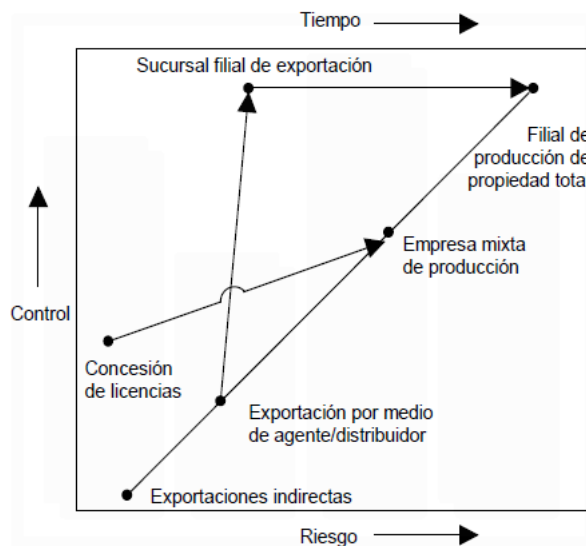 Tiempo
Sucursal filial de exportación
Filial de
producción de
propiedad total
Empresa mixta
de producción
Control
Concesión
de licencias
Exportación por medio
de agente/distribuidor
Exportaciones indirectas
Riesgo